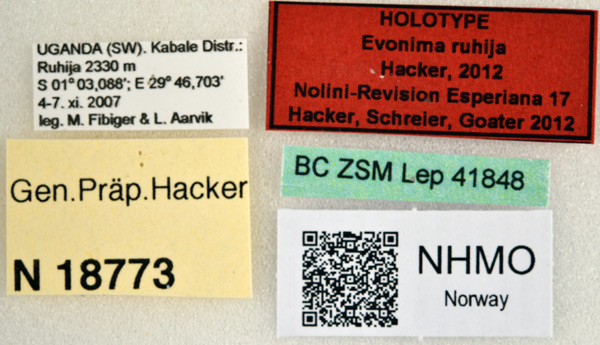 UGANDA (SW). Kabale Distr.:
Ruhija 2330 m
S 01° 03,088'; E 29° 46,703'
4-7. xi. 2007
leg. M. Fibiger & L. Aarvik
HOLOTYPE
Evonima ruhija
Hacker, 2012
Nolini-Revision Esperiana 17
Hacker, Schreier, Goater 2012
Gen.Präp.Hacker
N 18773
BC ZSM Lep 41848
NHMO
Norway